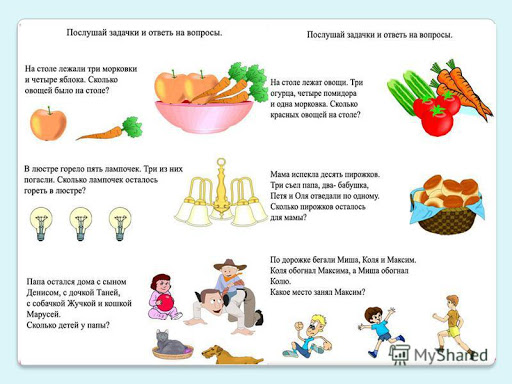 Послушай задачки и ответь на вопросы.
На столе лежали три морковки
и четыре яблока. Сколько
овощей было на столе?
В люстре горело пять лампочек. Три из них
погасли. Сколько лампочек осталось
гореть в люстре?
Папа остался дома с сыном
Денисом, с дочкой Таней,
с собачкой Жучкой и кошкой
Марусей.
Сколько детей у папы?
Послушай задачки и ответь на вопросы.
На столе лежат овощи. Три
огурца, четыре помидора
и одна морковка. Сколько
красных овощей на столе?
Мама испекла десять пирожков.
Три съел папа, два- бабушка,
Петя и Оля отведали по одному.
Сколько пирожков осталось
для мамы?
По дорожке бегали Миша, Коля и Максим.
Коля обогнал Максима, а Миша обогнал
Колю.
Какое место занял Максим?
MyShared